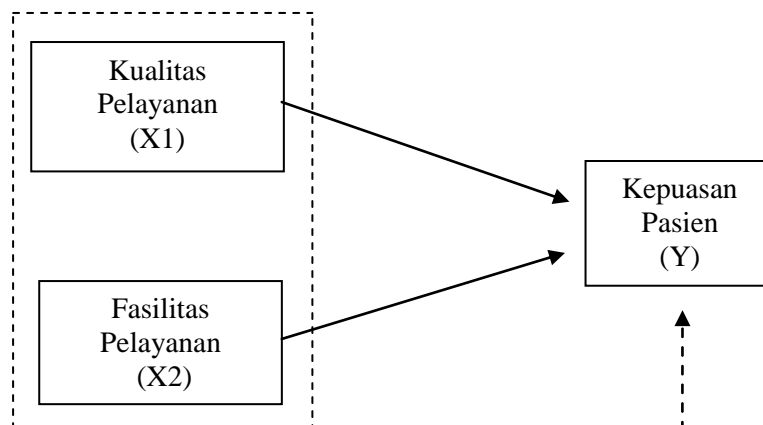 Kualitas
Pelayanan
(X1)
Kepuasan
Pasien
(Y)
Fasilitas
Pelayanan
(X2)